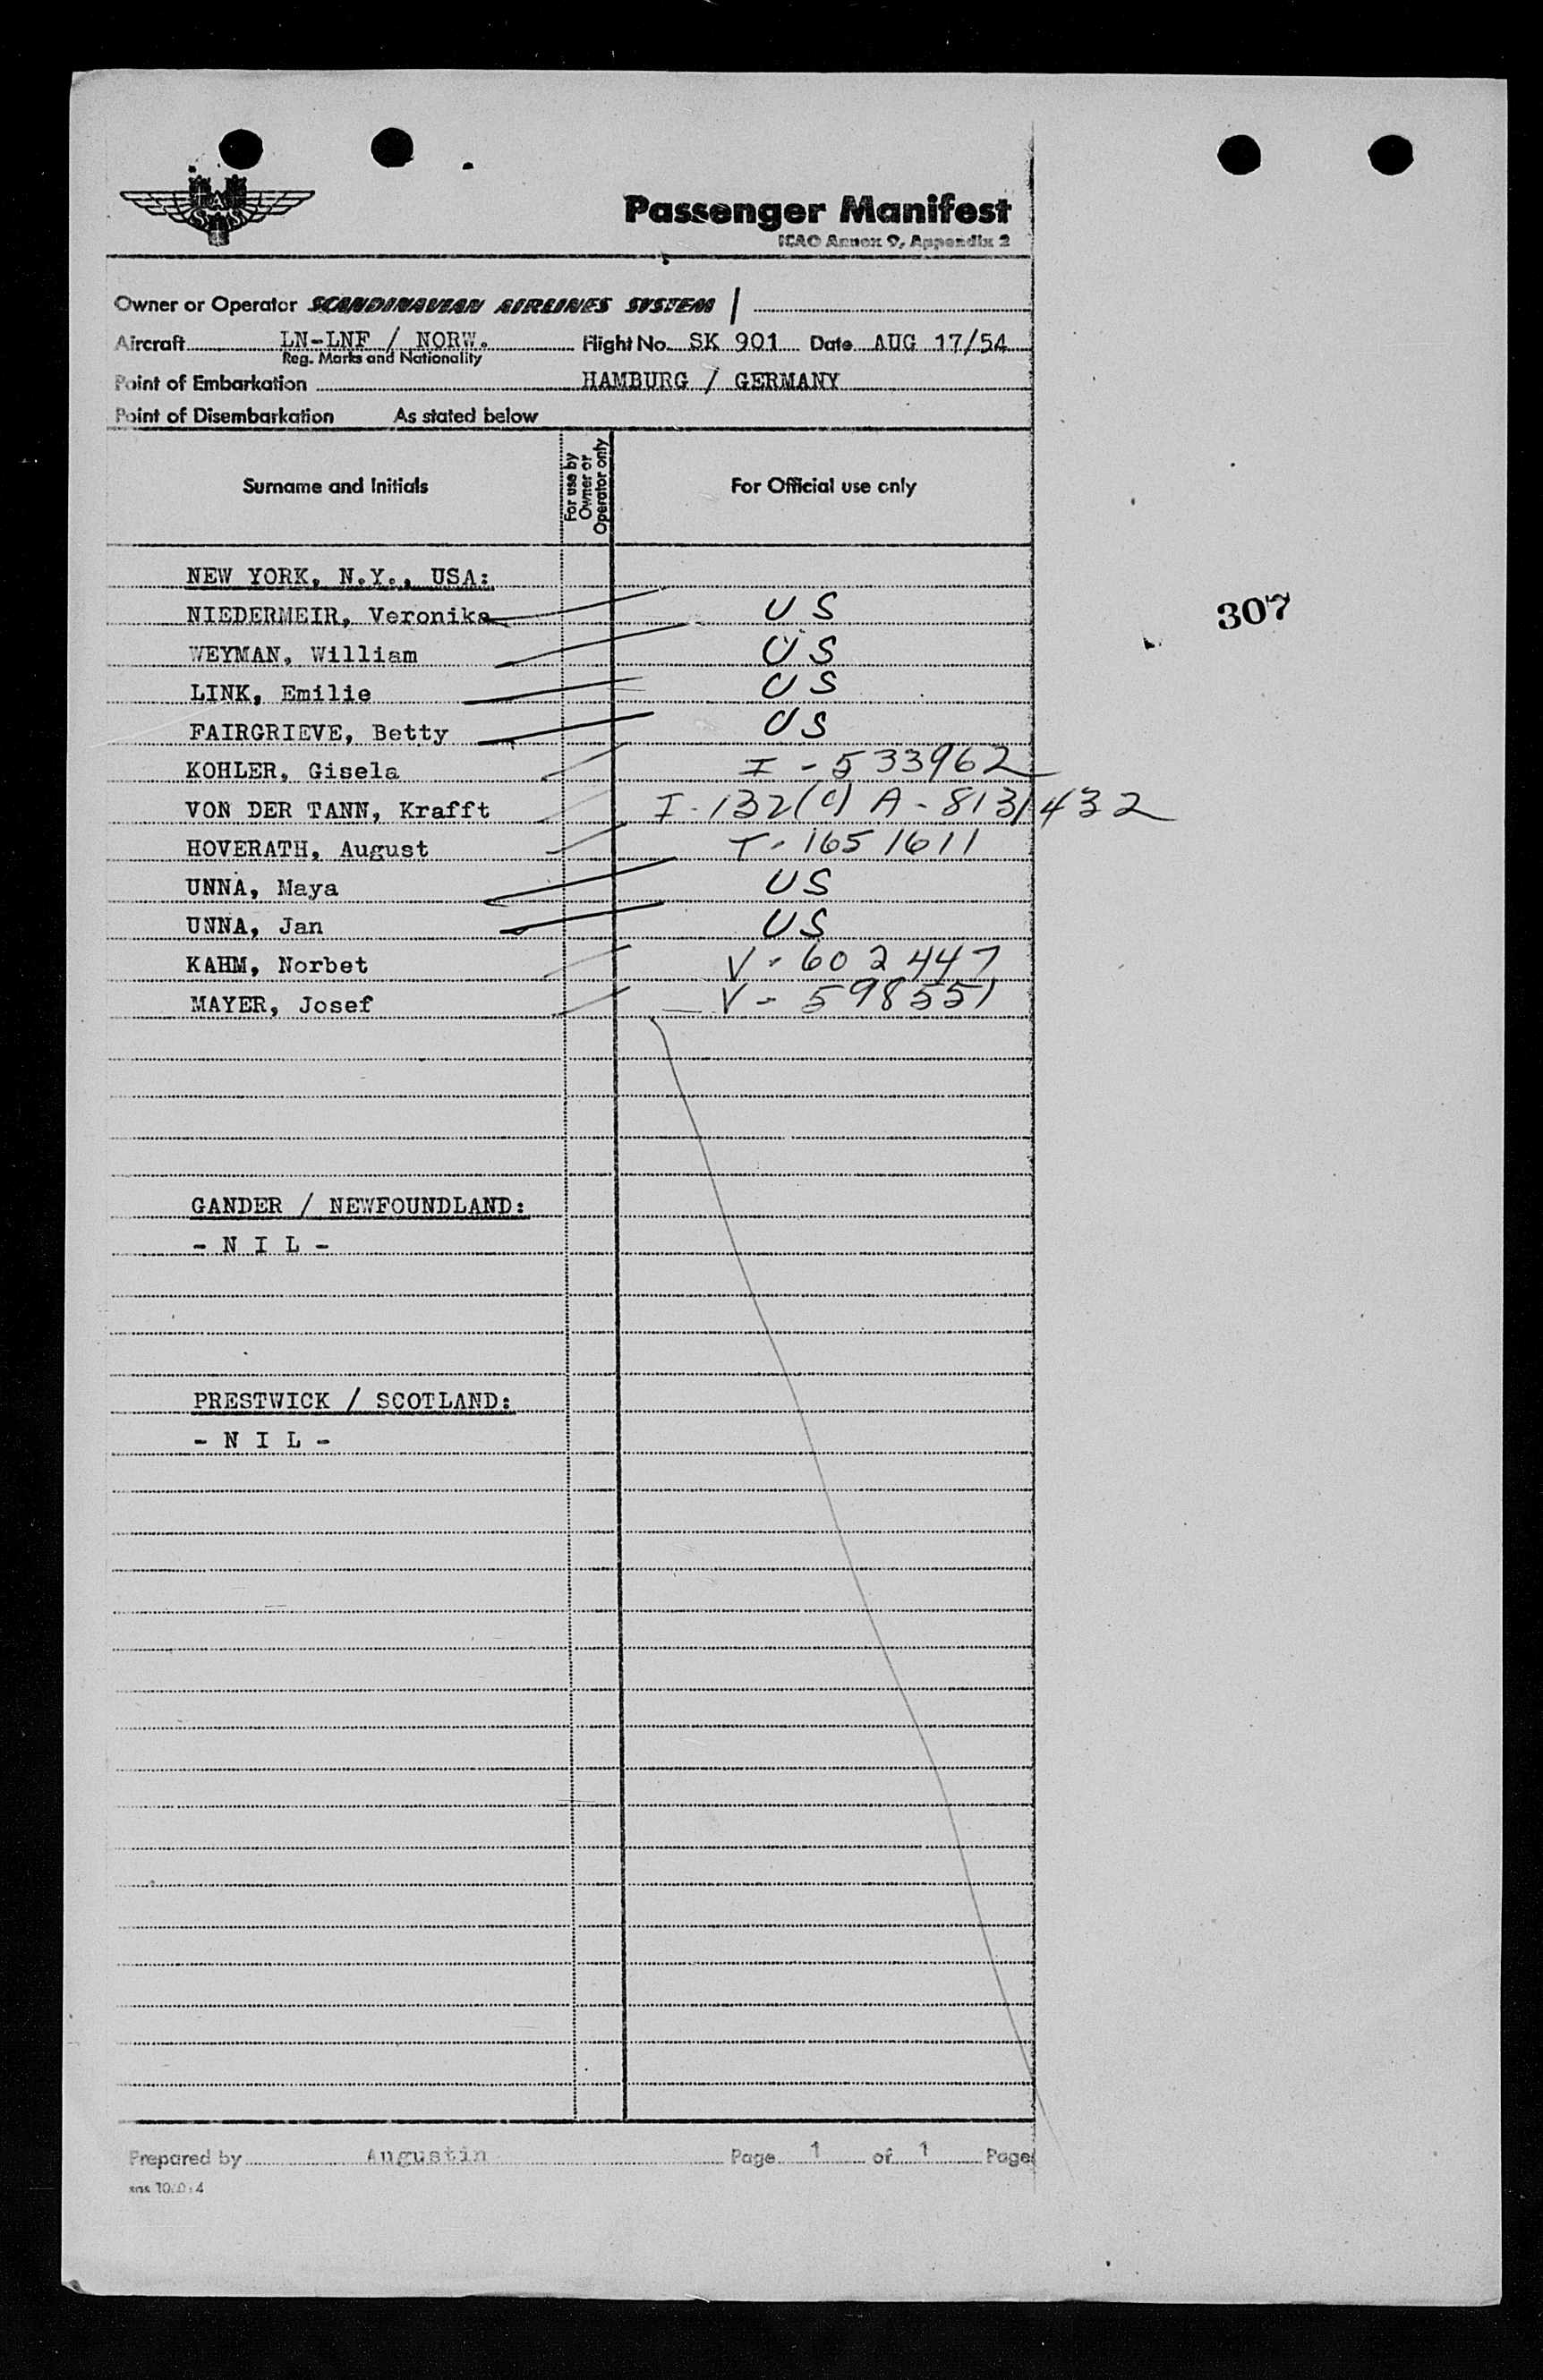 SAS
Passenger Manifest
ICAO Annex 9, Appendix 2
Owner or Operator SCANDINAVIAN AIRLINES SYSTEM
Aircraft LN-LNF / NORW. Flight No. SK 901 Date AUG 17/54
Reg. Marks and Nationality
Point of Embarkation HAMBURG / GERMANY
Point of Disembarkation As stated below
Surname and Initials For use by Owner or Operator only For Official use only
NEW YORK, N.Y., USA:
NIEDERMEIR, Veronika US
307
WEYMAN, William US
LINK, Emilie US
FAIRGRIEVE, Betty US
KOHLER, Gisela I - 533962
VON DER TANN, Krafft I-132(c) A-8131432
HOVERATH, August T-1651611
UNNA, Maya US
UNNA, Jan US
KAHM, Norbet V-602447
MAYER, Josef V-598551
GANDER / NEWFOUNDLAND:
- N I L -
PRESTWICK / SCOTLAND:
- N I L -
Prepared by Augustin Page 1 of 1 Page
sas